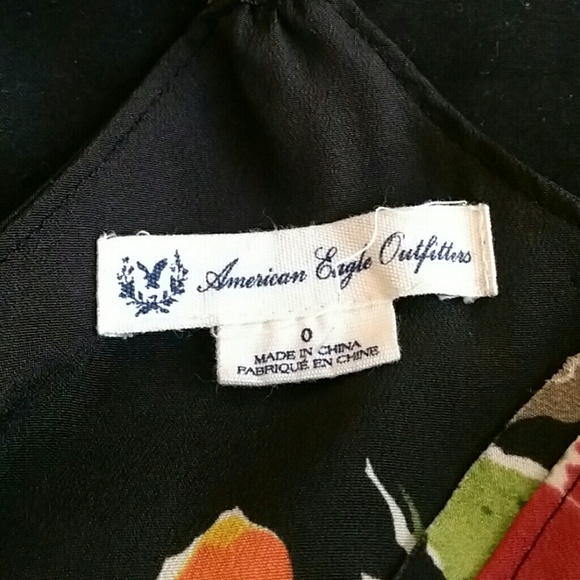 American Eagle Outfitters
0
MADE IN CHINA
FABRIQUÉ EN CHINE